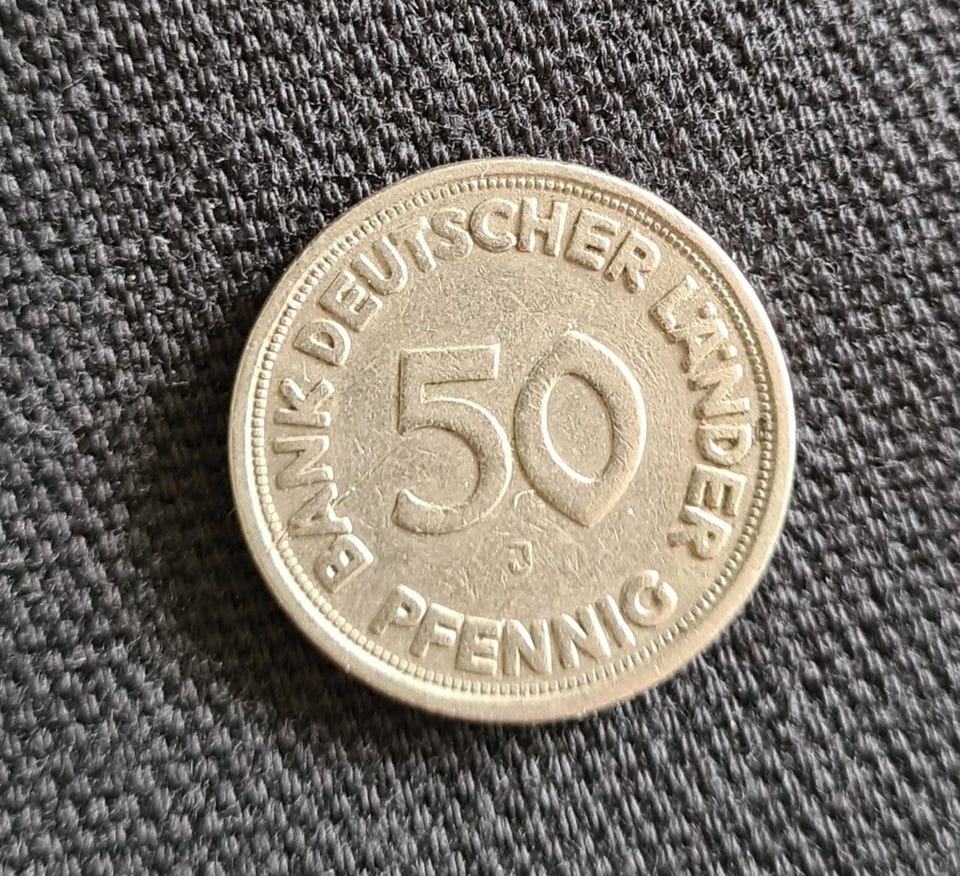 BANK DEUTSCHER LÄNDER
50
J
PFENNIG